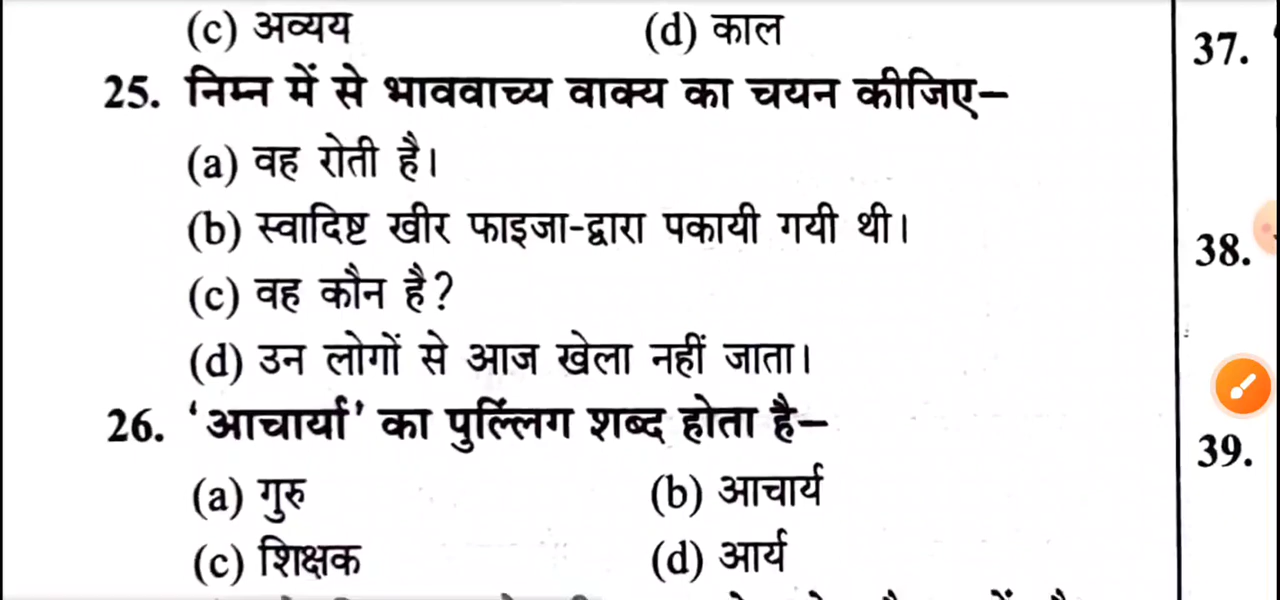 (c) अव्यय (d) काल
25. निम्न में से भाववाच्य वाक्य का चयन कीजिए–
(a) वह रोती है।
(b) स्वादिष्ट खीर फाइजा-द्वारा पकायी गयी थी।
(c) वह कौन है?
(d) उन लोगों से आज खेला नहीं जाता।
26. ‘आचार्या’ का पुल्लिंग शब्द होता है–
(a) गुरु (b) आचार्य
(c) शिक्षक (d) आर्य
37.
38.
39.